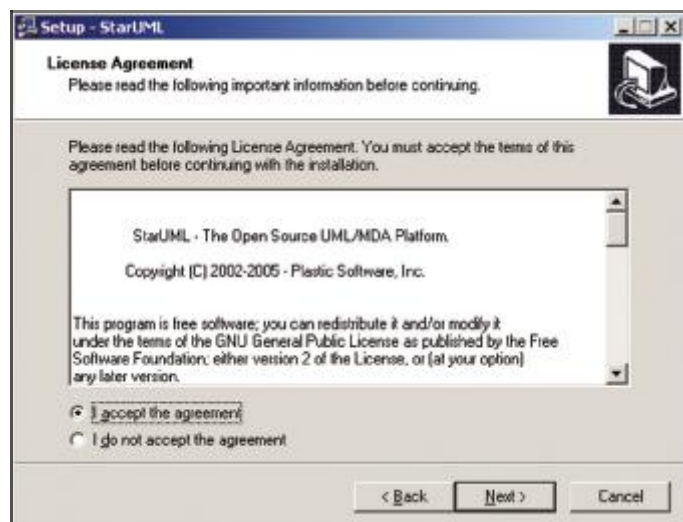 Setup - StarUML
License Agreement
Please read the following important information before continuing.
Please read the following License Agreement. You must accept the terms of this
agreement before continuing with the installation.
StarUML - The Open Source UML/MDA Platform.
Copyright (C) 2002-2005 - Plastic Software, Inc.
This program is free software; you can redistribute it and/or modify it
under the terms of the GNU General Public License as published by the Free
Software Foundation; either version 2 of the License, or (at your option)
any later version.
I accept the agreement
I do not accept the agreement
< Back Next > Cancel